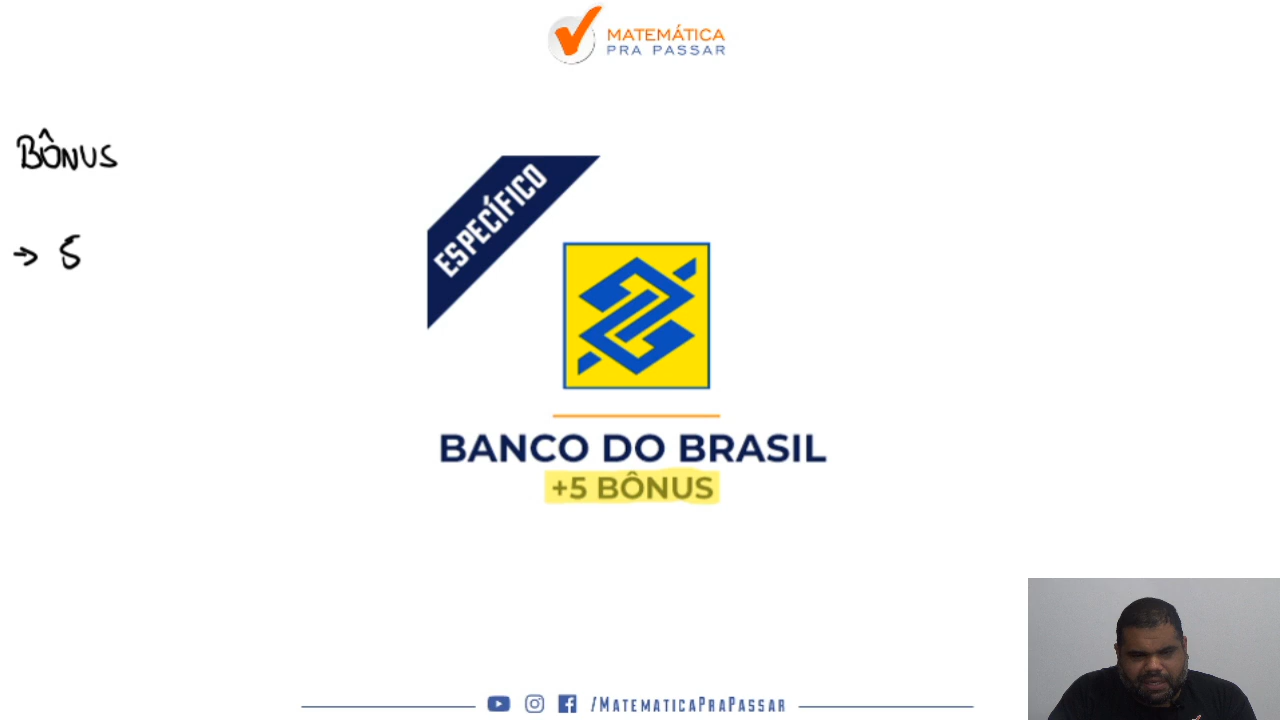 MATEMÁTICA
PRA PASSAR
BÔNUS
→ 5
ESPECÍFICO
BANCO DO BRASIL
+5 BÔNUS
/MATEMATICAPRAPASSAR